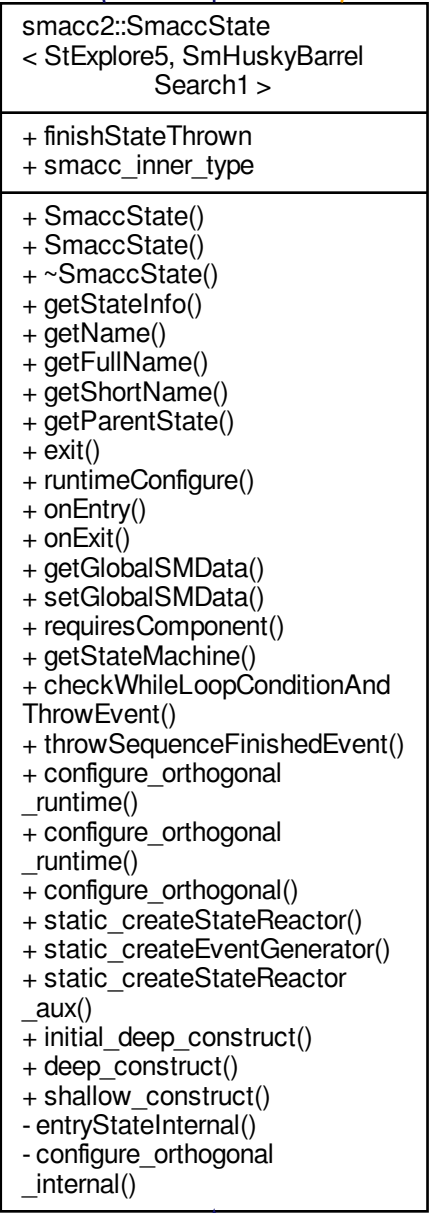 smacc2::SmaccState
< StExplore5, SmHuskyBarrel
Search1 >
+ finishStateThrown
+ smacc_inner_type
+ SmaccState()
+ SmaccState()
+ ~SmaccState()
+ getStateInfo()
+ getName()
+ getFullName()
+ getShortName()
+ getParentState()
+ exit()
+ runtimeConfigure()
+ onEntry()
+ onExit()
+ getGlobalSMData()
+ setGlobalSMData()
+ requiresComponent()
+ getStateMachine()
+ checkWhileLoopConditionAnd
ThrowEvent()
+ throwSequenceFinishedEvent()
+ configure_orthogonal
_runtime()
+ configure_orthogonal
_runtime()
+ configure_orthogonal()
+ static_createStateReactor()
+ static_createEventGenerator()
+ static_createStateReactor
_aux()
+ initial_deep_construct()
+ deep_construct()
+ shallow_construct()
- entryStateInternal()
- configure_orthogonal
_internal()